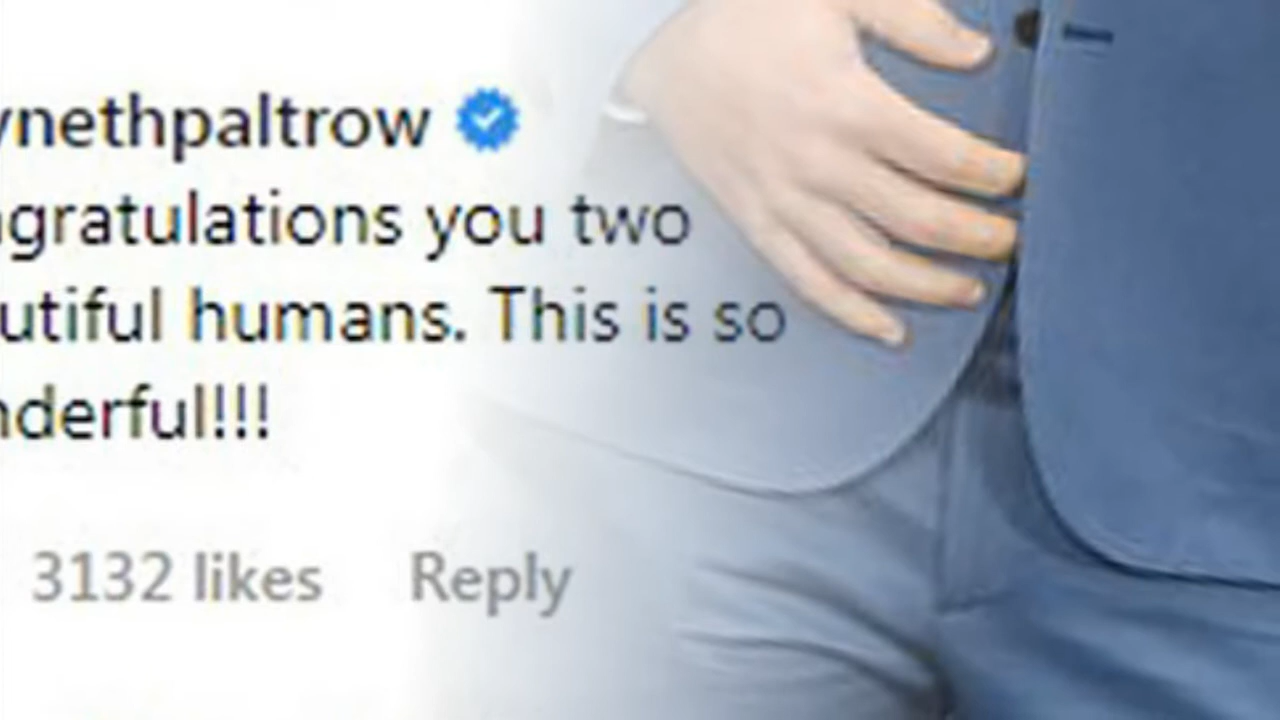 ynethpaltrow
gratulations you two
utiful humans. This is so
nderful!!!
3132 likes Reply